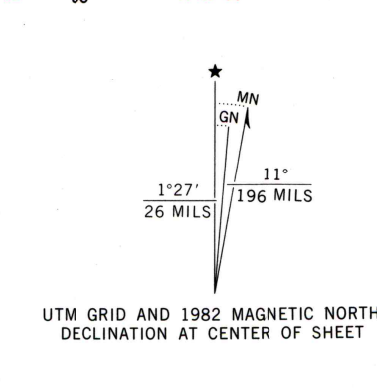 ★
MN
GN
1°27′
26 MILS
11°
196 MILS
UTM GRID AND 1982 MAGNETIC NORTH
DECLINATION AT CENTER OF SHEET